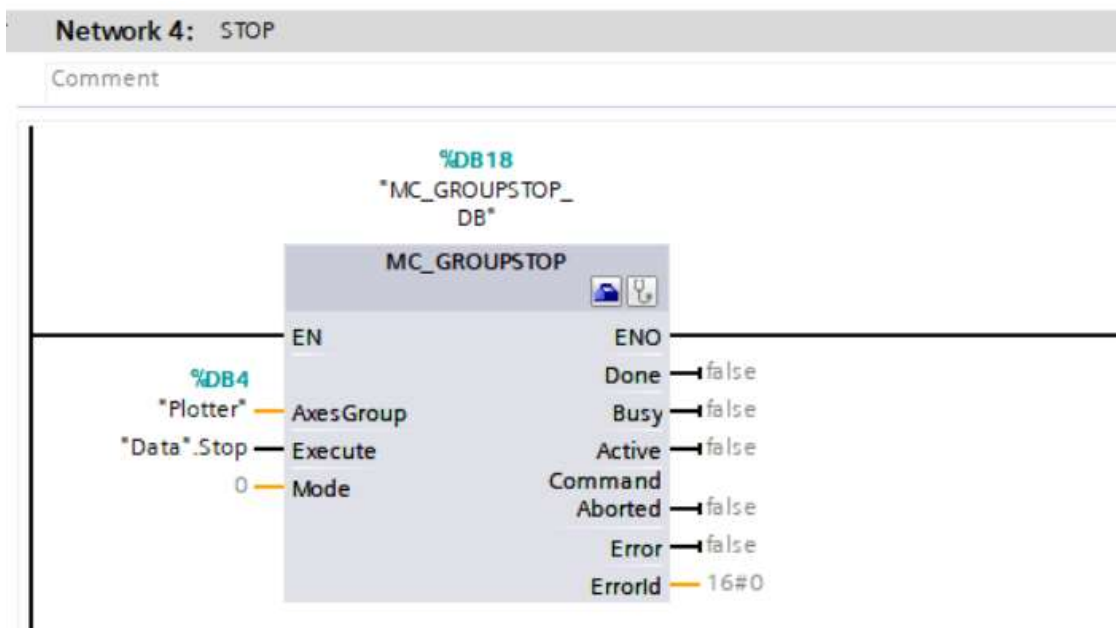 Network 4: STOP
Comment
%DB18
"MC_GROUPSTOP_
DB"
MC_GROUPSTOP
EN ENO
%DB4 Done false
"Plotter" AxesGroup Busy false
"Data".Stop Execute Active false
0 Mode Command
Aborted false
Error false
ErrorId 16#0